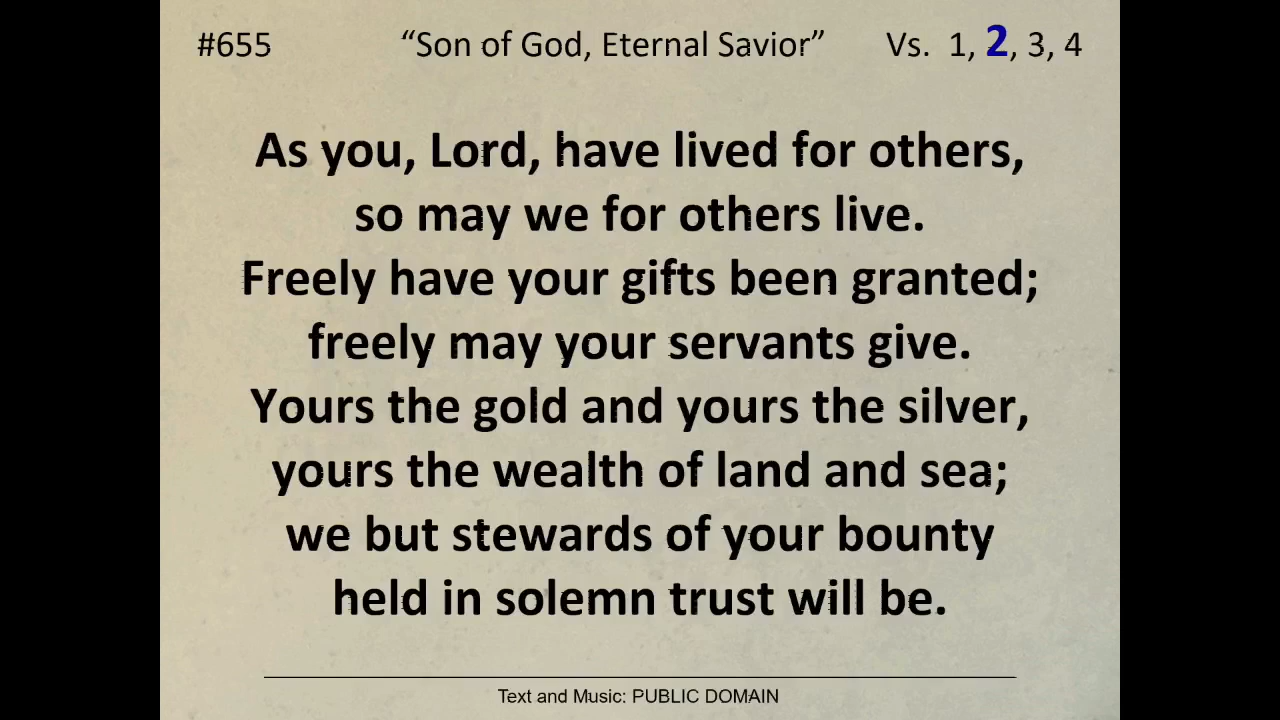 #655 “Son of God, Eternal Savior” Vs. 1, 2, 3, 4
As you, Lord, have lived for others,
so may we for others live.
Freely have your gifts been granted;
freely may your servants give.
Yours the gold and yours the silver,
yours the wealth of land and sea;
we but stewards of your bounty
held in solemn trust will be.
Text and Music: PUBLIC DOMAIN